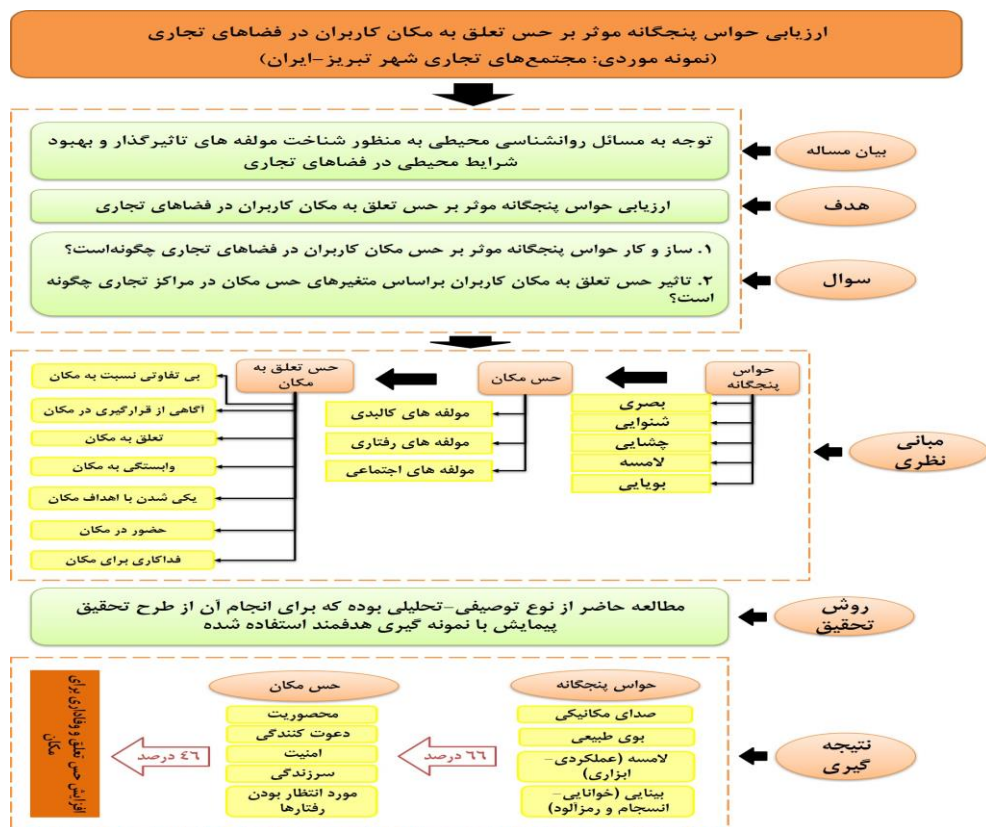 ارزیابی حواس پنجگانه موثر بر حس تعلق به مکان کاربران در فضاهای تجاری
(نمونه موردی: مجتمع‌های تجاری شهر تبریز-ایران)
بیان مساله
توجه به مسائل روانشناسی محیطی به منظور شناخت مولفه های تاثیرگذار و بهبود
شرایط محیطی در فضاهای تجاری
هدف
ارزیابی حواس پنجگانه موثر بر حس تعلق به مکان کاربران در فضاهای تجاری
سوال
۱. ساز و کار حواس پنجگانه موثر بر حس مکان کاربران در فضاهای تجاری چگونه‌است؟
۲. تاثیر حس تعلق به مکان کاربران براساس متغیرهای حس مکان در مراکز تجاری چگونه
است؟
مبانی
نظری
حواس
پنجگانه
بصری
شنوایی
چشایی
لامسه
بویایی
حس مکان
مولفه های کالبدی
مولفه های رفتاری
مولفه های اجتماعی
حس تعلق به
مکان
بی تفاوتی نسبت به مکان
آگاهی از قرارگیری در مکان
تعلق به مکان
وابستگی به مکان
یکی شدن با اهداف مکان
حضور در مکان
فداکاری برای مکان
روش
تحقیق
مطالعه حاضر از نوع توصیفی-تحلیلی بوده که برای انجام آن از طرح تحقیق
پیمایش با نمونه گیری هدفمند استفاده شده
نتیجه
گیری
حواس پنجگانه
صدای مکانیکی
بوی طبیعی
لامسه (عملکردی-
ابزاری)
بینایی (خوانایی-
انسجام و رمزآلود)
۶۶ درصد
حس مکان
محصوریت
دعوت کنندگی
امنیت
سرزندگی
مورد انتظار بودن
رفتارها
۴۶ درصد
افزایش حس تعلق و وفاداری برای
مکان